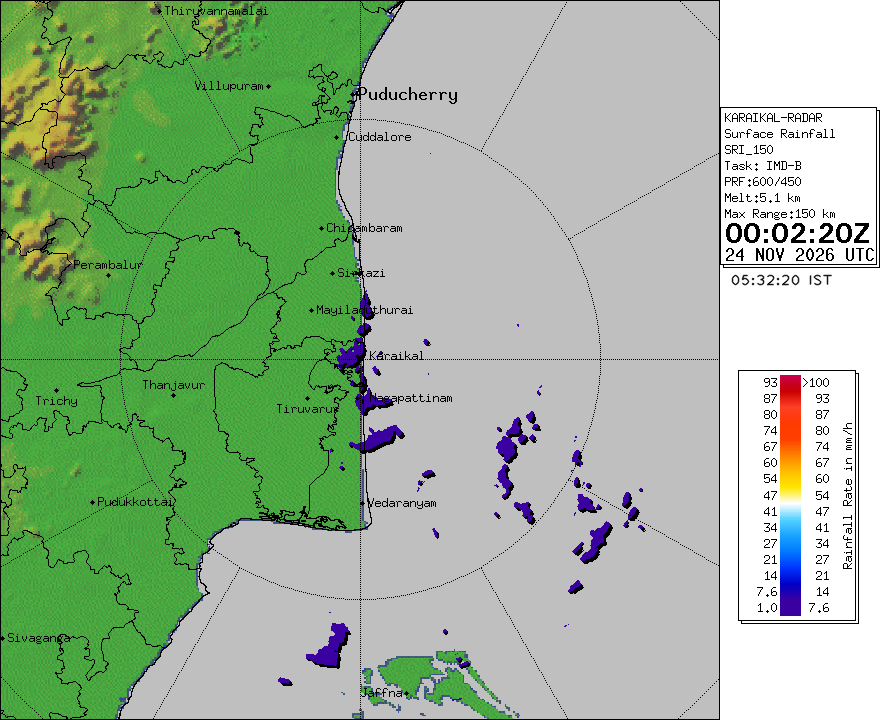 Thiruvannamalai
Villupuram
Puducherry
Cuddalore
Chidambaram
Perambalur
Sirkazi
Mayiladuthurai
Karaikal
Thanjavur
Trichy
Nagapattinam
Tiruvarur
Pudukkottai
Vedaranyam
Sivaganga
Jaffna
KARAIKAL-RADAR
Surface Rainfall
SRI_150
Task: IMD-B
PRF:600/450
Melt:5.1 km
Max Range:150 km
00:02:20Z
24 NOV 2026 UTC
05:32:20 IST
93 >100
87 93
80 87
74 80
67 74
60 67
54 60
47 54
41 47
34 41
27 34
21 27
14 21
7.6 14
1.0 7.6
Rainfall Rate in mm/h